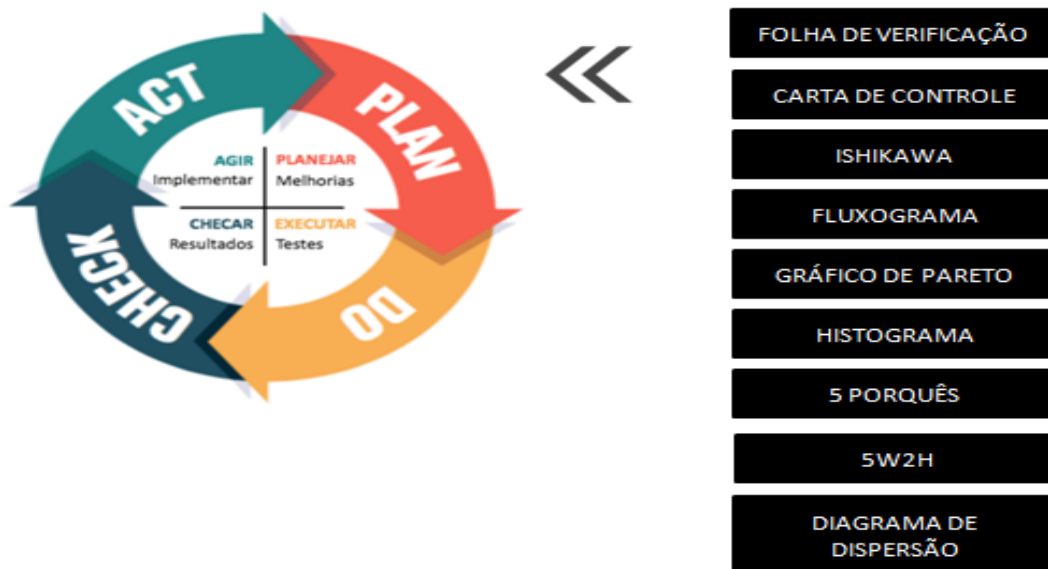 ACT
PLAN
AGIR
Implementar
PLANEJAR
Melhorias
CHECAR
Resultados
EXECUTAR
Testes
CHECK
DO
FOLHA DE VERIFICAÇÃO
CARTA DE CONTROLE
ISHIKAWA
FLUXOGRAMA
GRÁFICO DE PARETO
HISTOGRAMA
5 PORQUÊS
5W2H
DIAGRAMA DE
DISPERSÃO